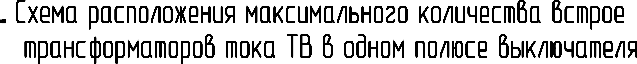 Схема расположения максимального количества встрое
трансформаторов тока ТВ в одном полюсе выключателя